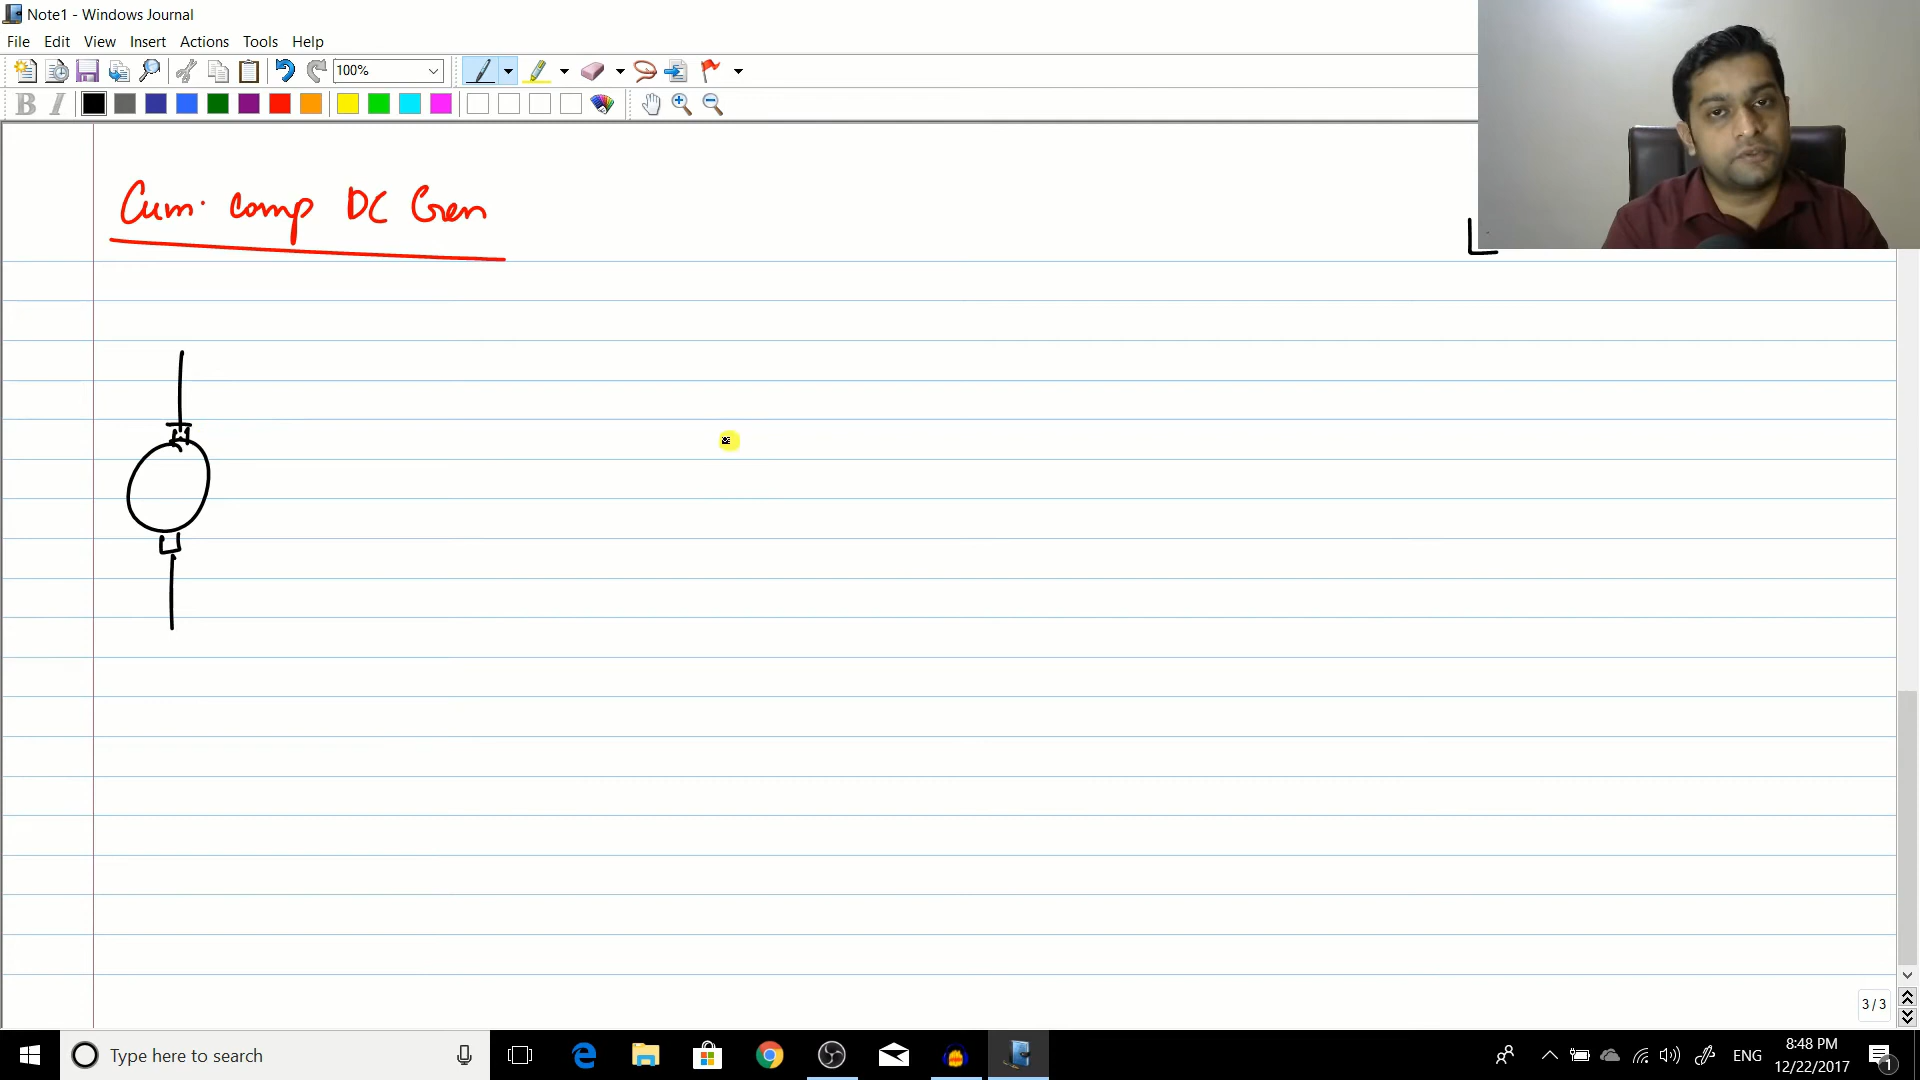 Note1 - Windows Journal
File Edit View Insert Actions Tools Help
100%
B I
Cum. comp DC Gen
3 / 3
Type here to search
ENG
8:48 PM
12/22/2017
1